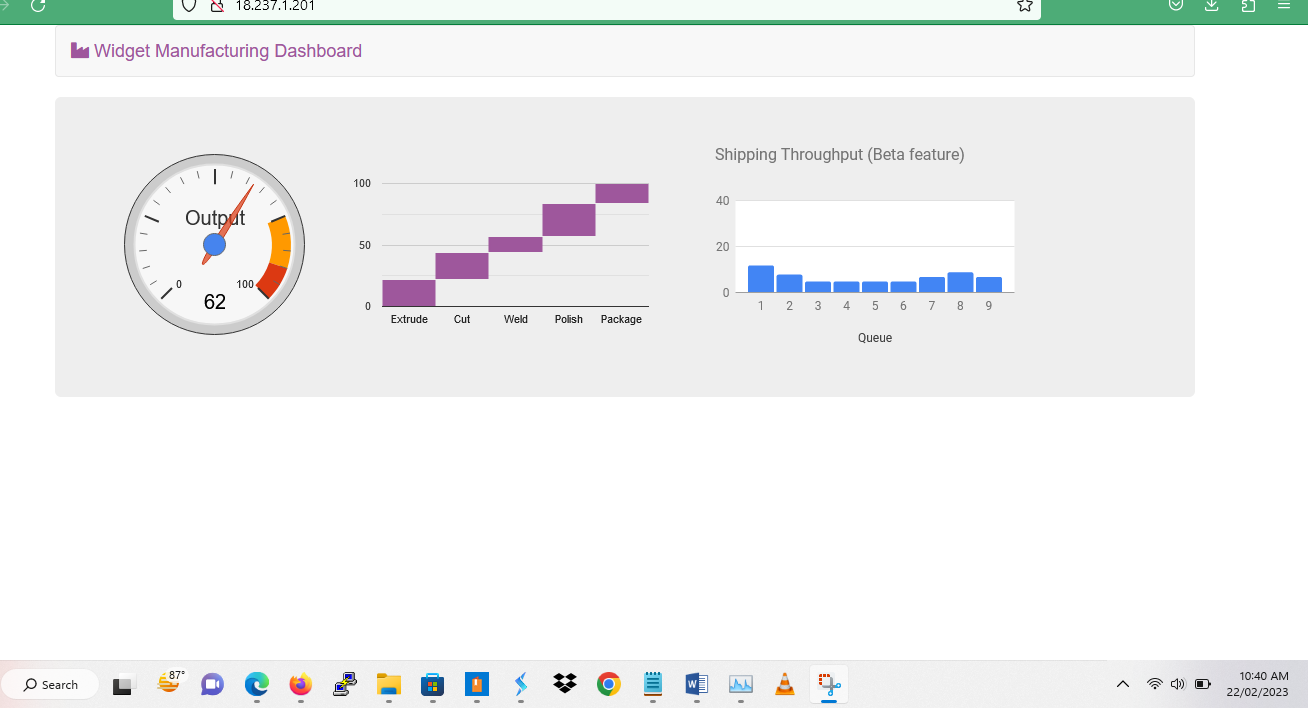 18.237.1.201
Widget Manufacturing Dashboard
Output
0
100
62
100
50
0
Extrude Cut Weld Polish Package
Shipping Throughput (Beta feature)
40
20
0
1 2 3 4 5 6 7 8 9
Queue
Search
87°
10:40 AM
22/02/2023